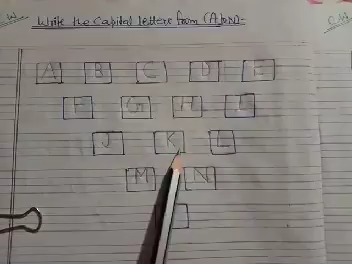 C.W
Write the Capital letters from (A to N)-
A B C D E
F G H I
J K L
M N